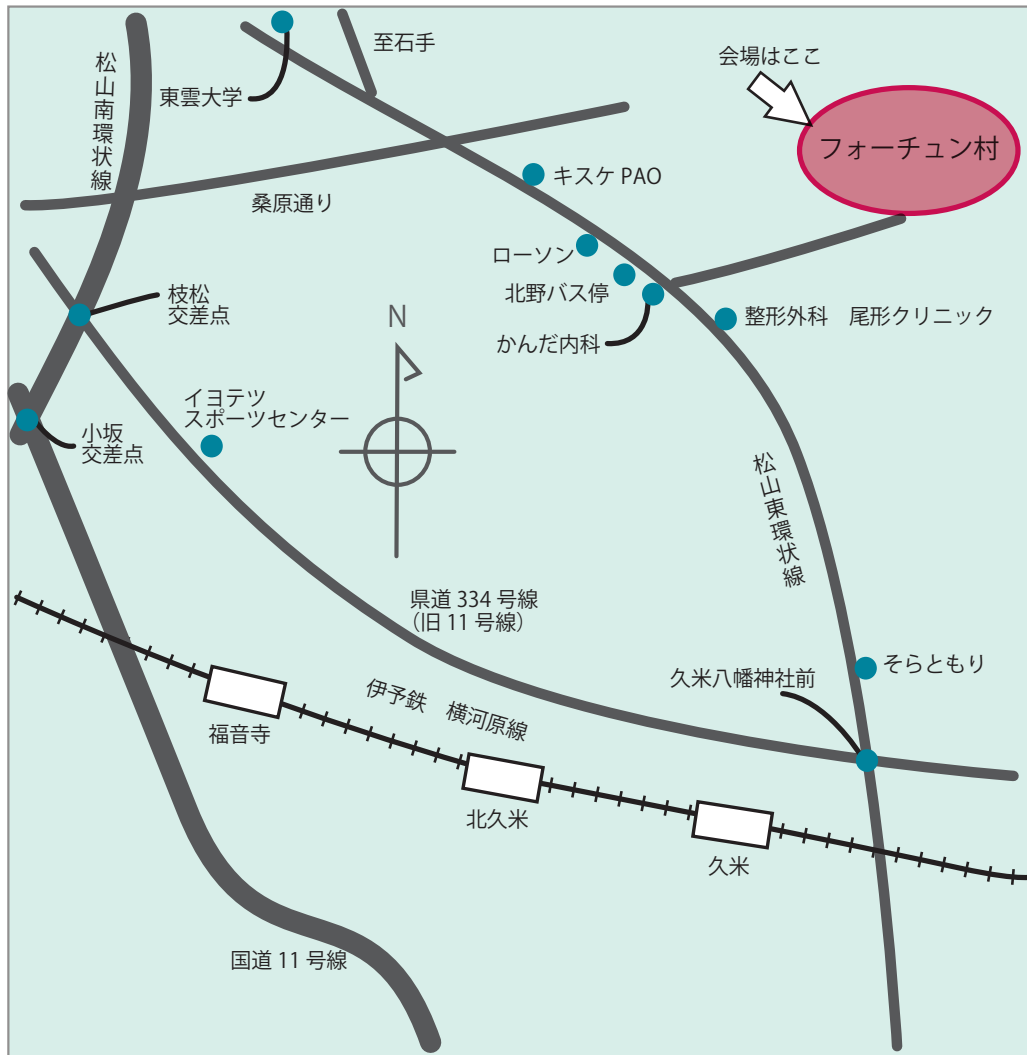 至石手
会場はここ
松山南環状線
東雲大学
フォーチュン村
キスケ PAO
桑原通り
ローソン
枝松
交差点
北野バス停
整形外科　尾形クリニック
N
かんだ内科
イヨテツ
スポーツセンター
小坂
交差点
松山東環状線
県道 334 号線
（旧 11 号線）
そらともり
久米八幡神社前
伊予鉄　横河原線
福音寺
北久米
久米
国道 11 号線